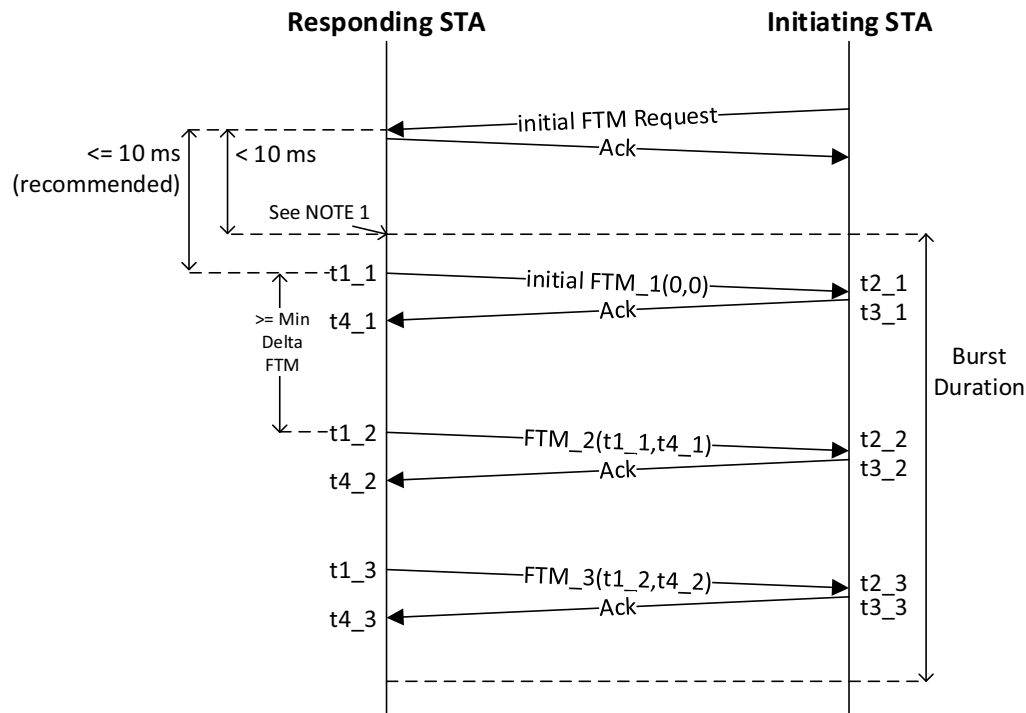 Responding STA
Initiating STA
initial FTM Request
Ack
<= 10 ms
(recommended)
< 10 ms
See NOTE 1
t1_1
initial FTM_1(0,0)
t2_1
Ack
t3_1
t4_1
>= Min
Delta
FTM
Burst
Duration
t1_2
FTM_2(t1_1,t4_1)
t2_2
Ack
t3_2
t4_2
t1_3
FTM_3(t1_2,t4_2)
t2_3
Ack
t3_3
t4_3